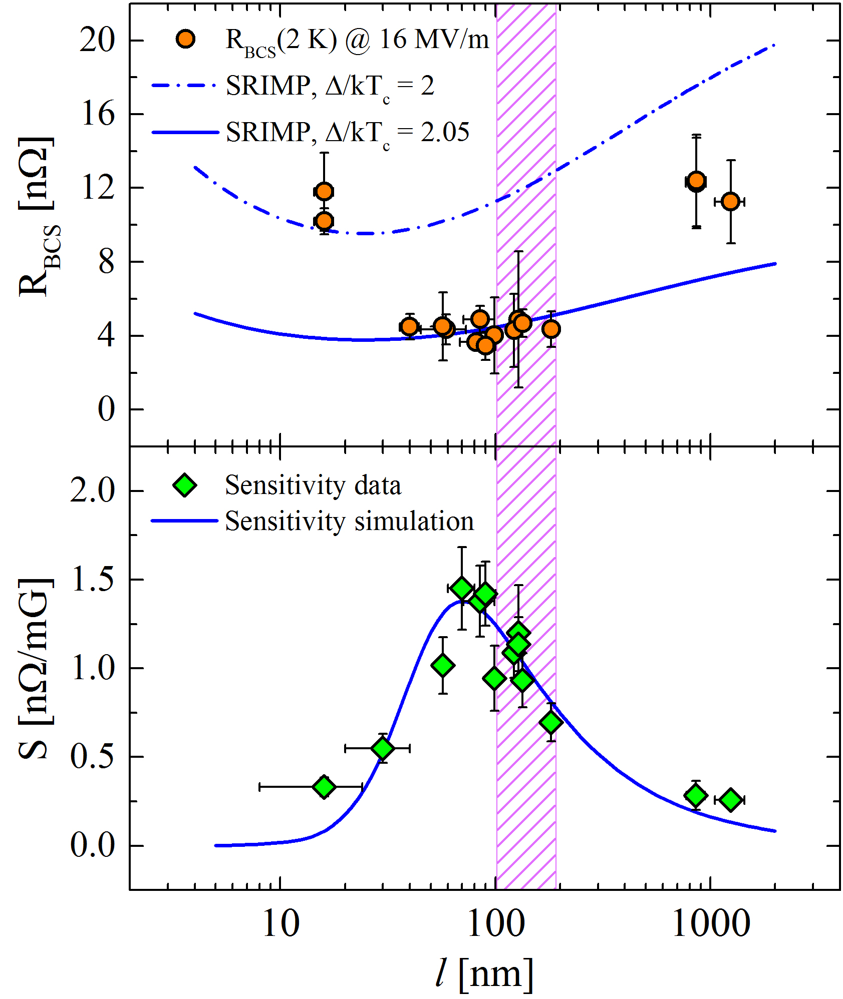 R_BCS(2 K) @ 16 MV/m
SRIMP, Δ/kT_c = 2
SRIMP, Δ/kT_c = 2.05
20
16
12
8
4
0
R_BCS [nΩ]
Sensitivity data
Sensitivity simulation
2.0
1.5
1.0
0.5
0.0
S [nΩ/mG]
10 100 1000
l [nm]